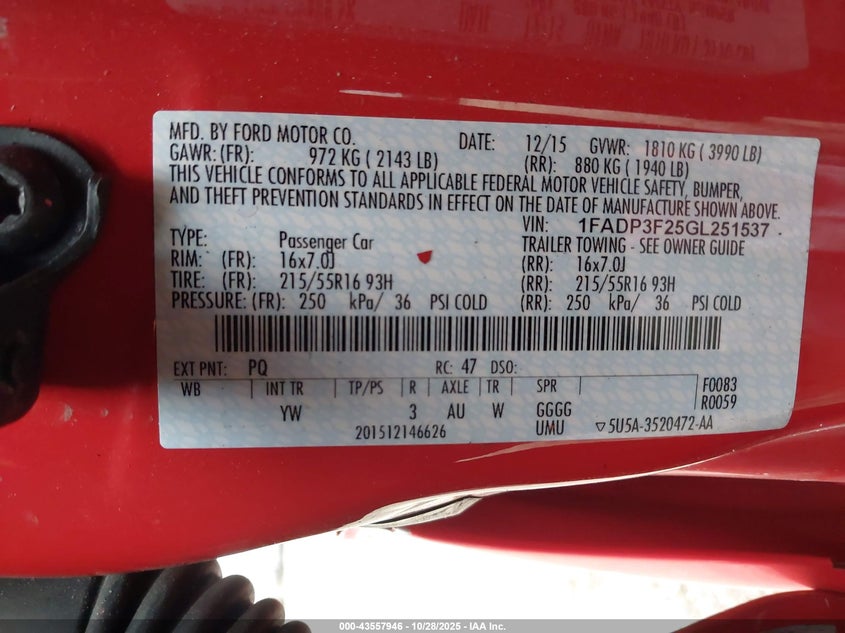 MFD. BY FORD MOTOR CO. DATE: 12/15 GVWR: 1810 KG ( 3990 LB)
GAWR: (FR): 972 KG ( 2143 LB) (RR): 880 KG ( 1940 LB)
THIS VEHICLE CONFORMS TO ALL APPLICABLE FEDERAL MOTOR VEHICLE SAFETY, BUMPER,
AND THEFT PREVENTION STANDARDS IN EFFECT ON THE DATE OF MANUFACTURE SHOWN ABOVE.
VIN: 1FADP3F25GL251537
TYPE: Passenger Car TRAILER TOWING - SEE OWNER GUIDE
RIM: (FR): 16x7.0J (RR): 16x7.0J
TIRE: (FR): 215/55R16 93H (RR): 215/55R16 93H
PRESSURE: (FR): 250 kPa/ 36 PSI COLD (RR): 250 kPa/ 36 PSI COLD
EXT PNT: PQ RC: 47 DSO:
WB INT TR TP/PS R AXLE TR SPR F0083
YW 3 AU W GGGG R0059
201512146626 UMU ▽5U5A-3520472-AA
000-43557946 - 10/28/2025 - IAA Inc.